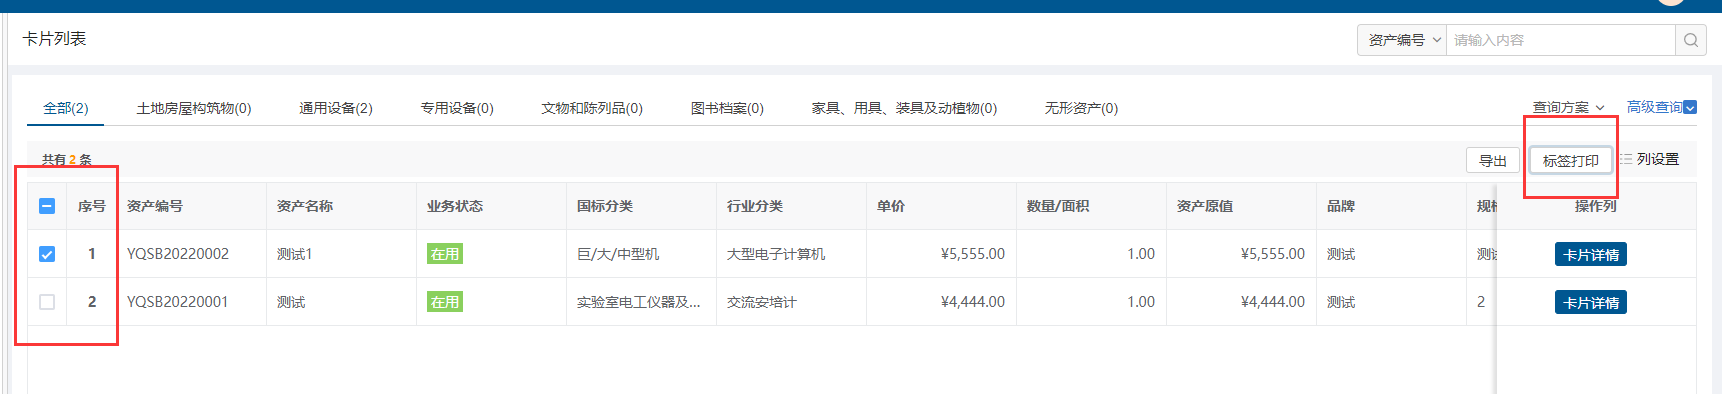 卡片列表
资产编号 请输入内容
全部(2) 土地房屋构筑物(0) 通用设备(2) 专用设备(0) 文物和陈列品(0) 图书档案(0) 家具、用具、装具及动植物(0) 无形资产(0) 查询方案 高级查询
共有 2 条 导出 标签打印 列设置
序号 资产编号 资产名称 业务状态 国标分类 行业分类 单价 数量/面积 资产原值 品牌 操作列
1 YQSB20220002 测试1 在用 巨/大/中型机 大型电子计算机 ¥5,555.00 1.00 ¥5,555.00 测试 卡片详情
2 YQSB20220001 测试 在用 实验室电工仪器及... 交流安培计 ¥4,444.00 1.00 ¥4,444.00 测试 2 卡片详情